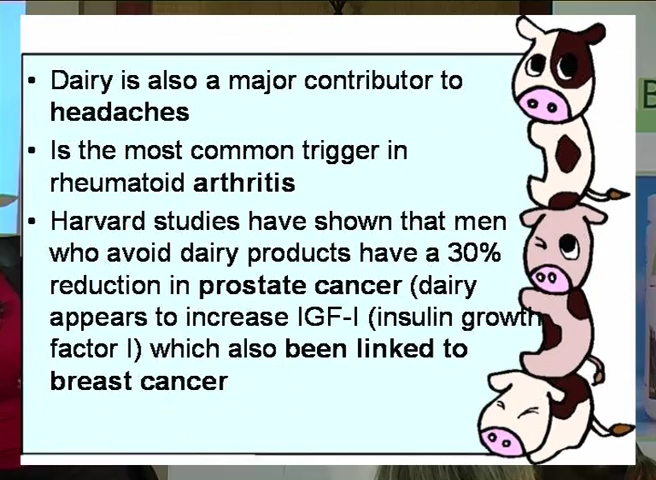 • Dairy is also a major contributor to
headaches
• Is the most common trigger in
rheumatoid arthritis
• Harvard studies have shown that men
who avoid dairy products have a 30%
reduction in prostate cancer (dairy
appears to increase IGF-I (insulin growth
factor I) which also been linked to
breast cancer
B